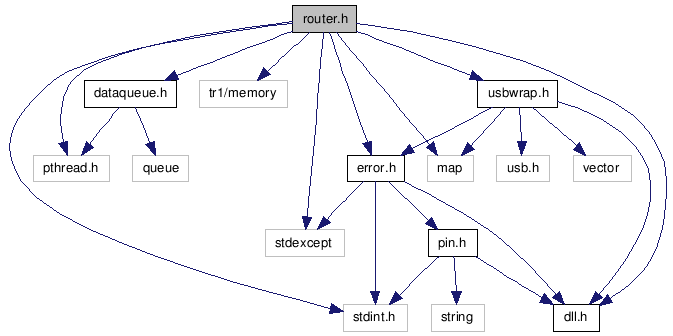 router.h
dataqueue.h
tr1/memory
usbwrap.h
pthread.h
queue
error.h
map
usb.h
vector
stdexcept
pin.h
stdint.h
string
dll.h